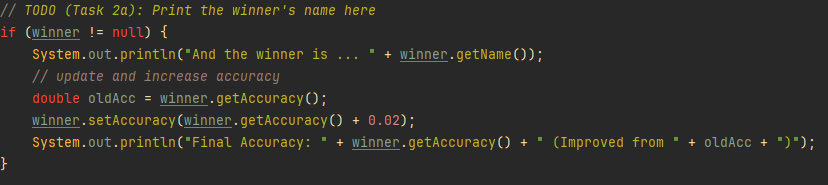 // TODO (Task 2a): Print the winner's name here
if (winner != null) {
    System.out.println("And the winner is ... " + winner.getName());
    // update and increase accuracy
    double oldAcc = winner.getAccuracy();
    winner.setAccuracy(winner.getAccuracy() + 0.02);
    System.out.println("Final Accuracy: " + winner.getAccuracy() + " (Improved from " + oldAcc + ")");
}